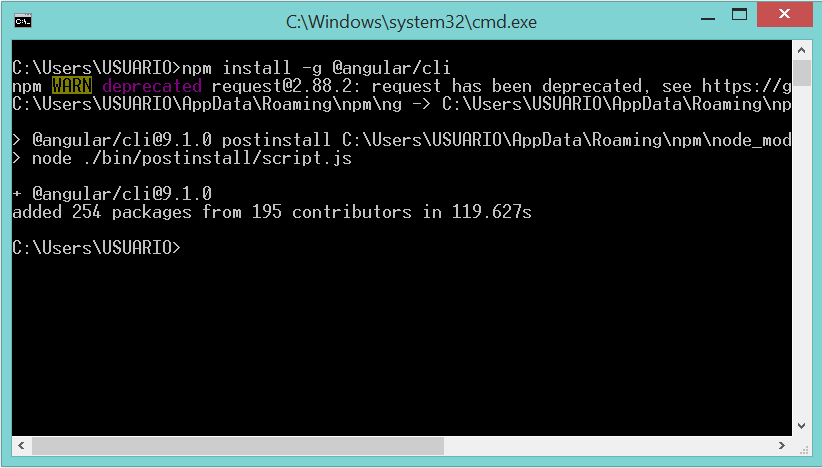 C:\Windows\system32\cmd.exe
C:\Users\USUARIO>npm install -g @angular/cli
npm WARN deprecated request@2.88.2: request has been deprecated, see https://g
C:\Users\USUARIO\AppData\Roaming\npm\ng -> C:\Users\USUARIO\AppData\Roaming\np
> @angular/cli@9.1.0 postinstall C:\Users\USUARIO\AppData\Roaming\npm\node_mod
> node ./bin/postinstall/script.js
+ @angular/cli@9.1.0
added 254 packages from 195 contributors in 119.627s
C:\Users\USUARIO>